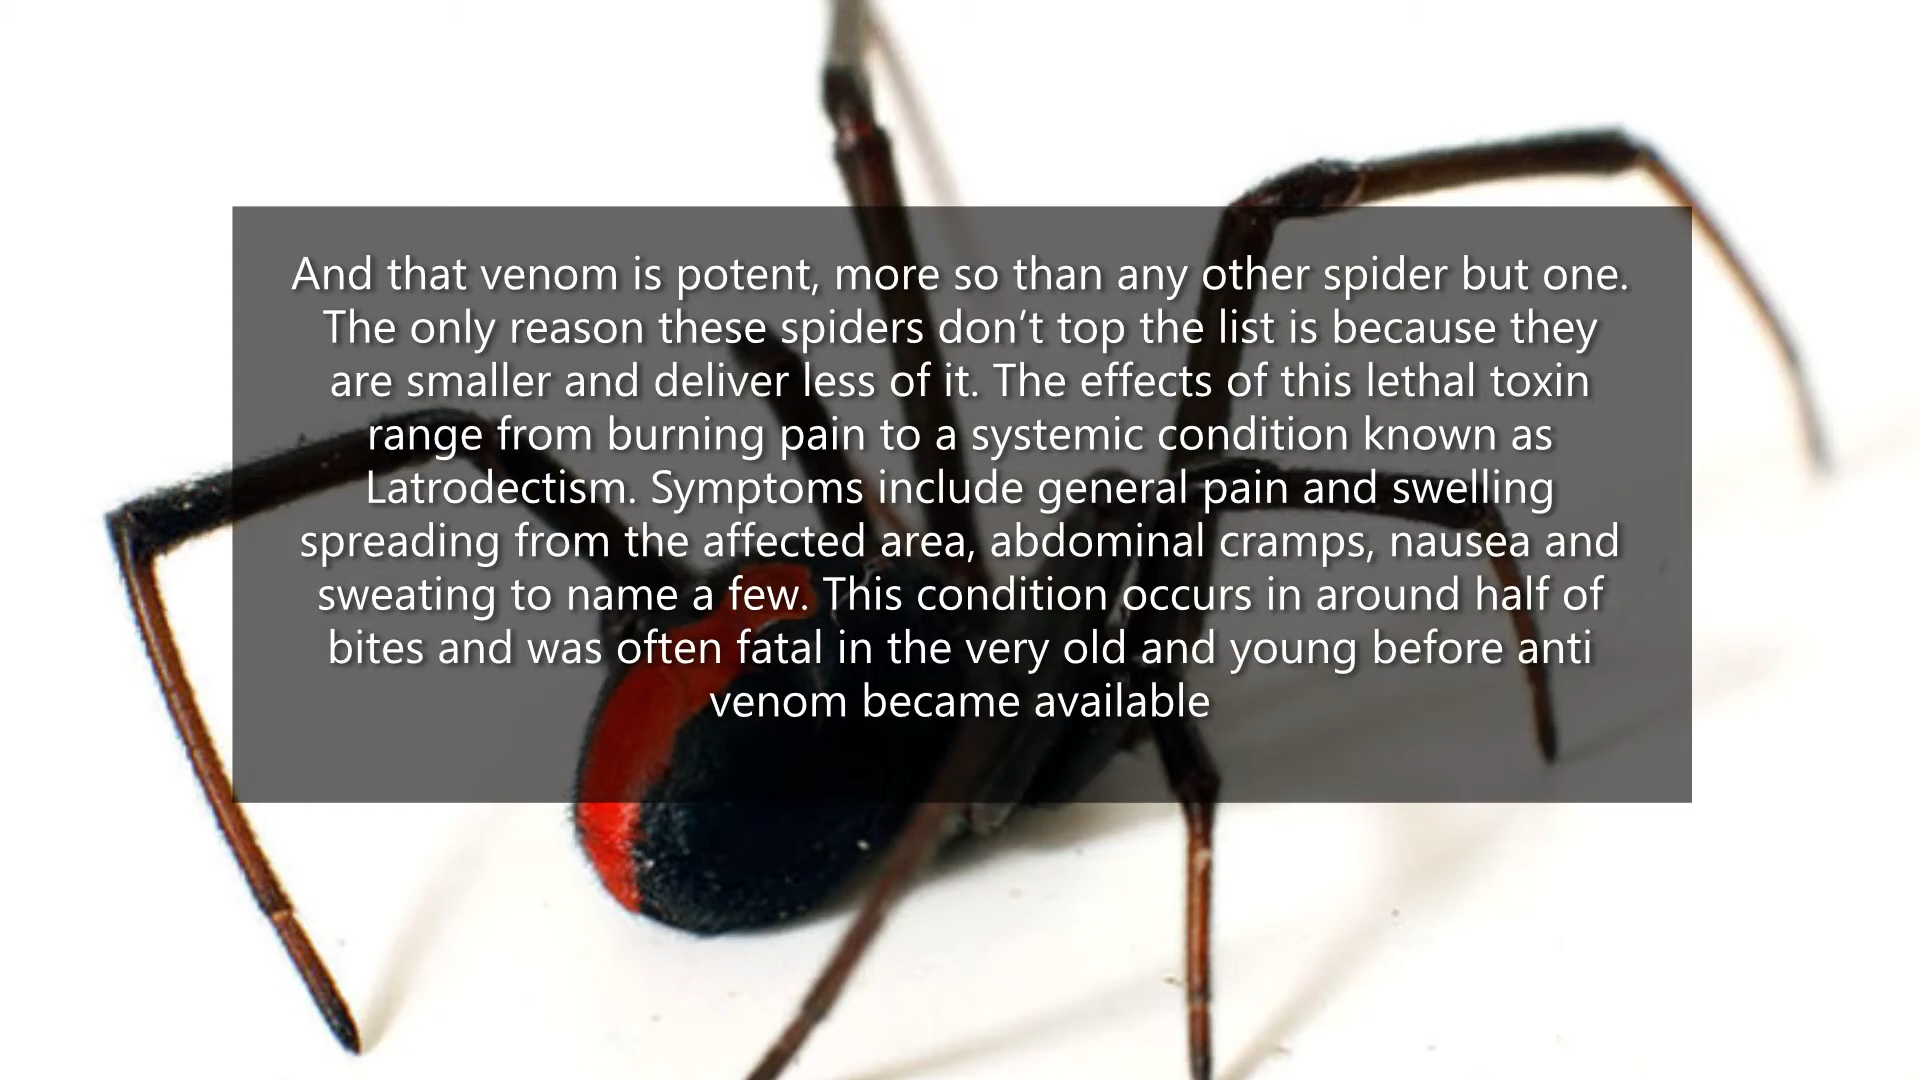 And that venom is potent, more so than any other spider but one.
The only reason these spiders don’t top the list is because they
are smaller and deliver less of it. The effects of this lethal toxin
range from burning pain to a systemic condition known as
Latrodectism. Symptoms include general pain and swelling
spreading from the affected area, abdominal cramps, nausea and
sweating to name a few. This condition occurs in around half of
bites and was often fatal in the very old and young before anti
venom became available